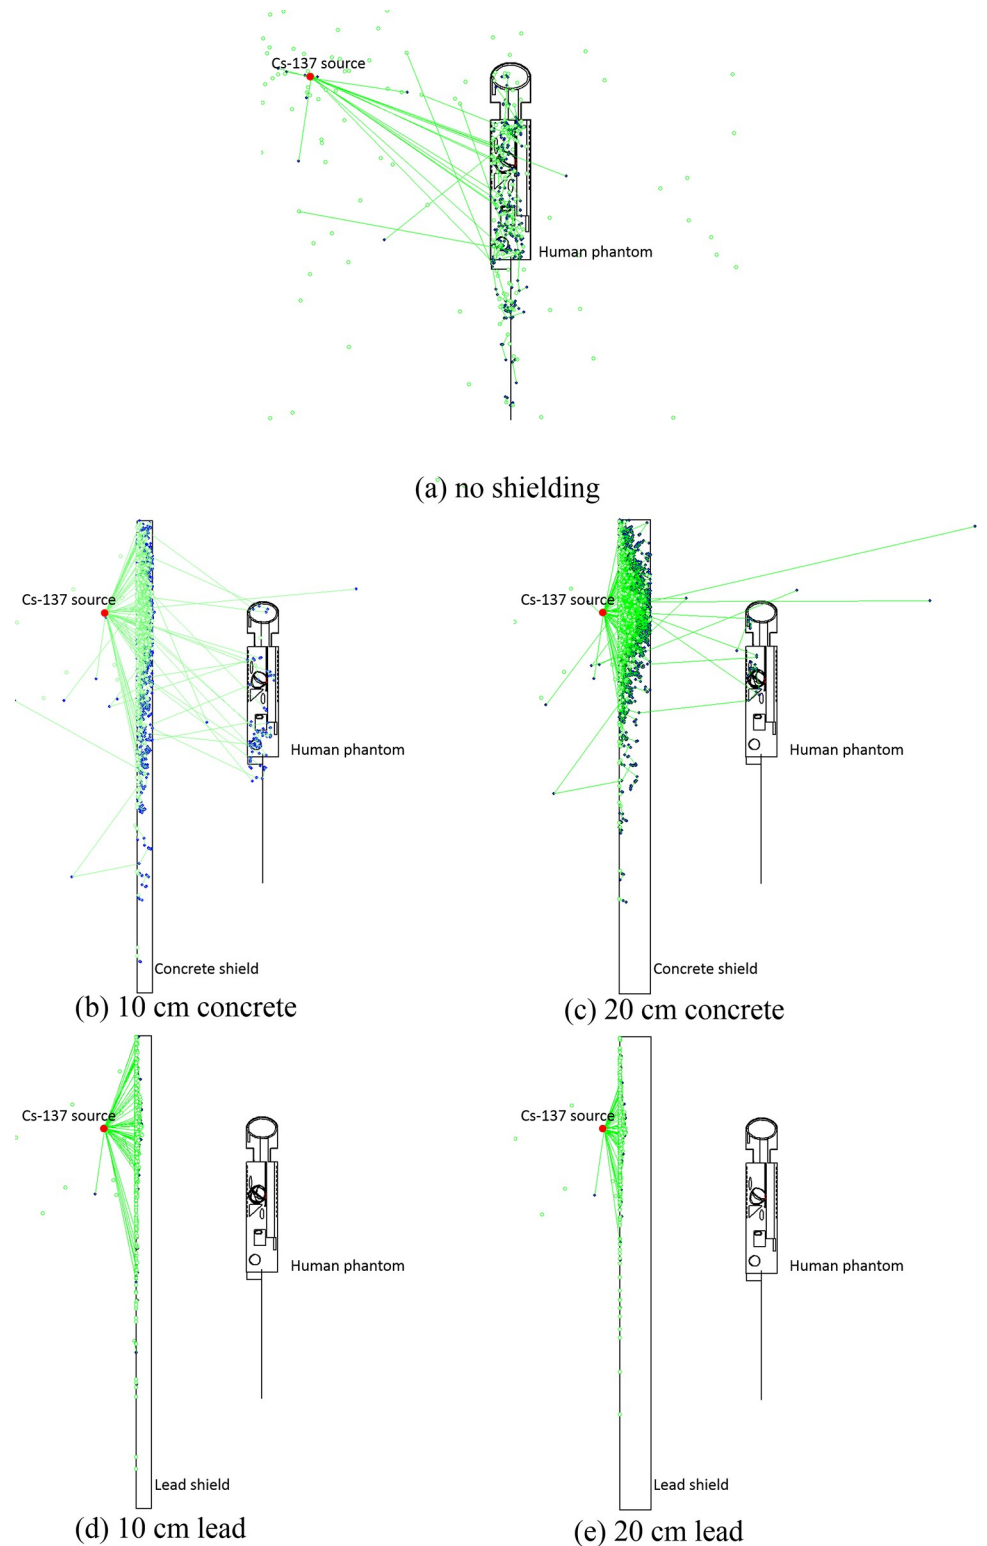 Cs-137 source
Human phantom
(a) no shielding
Cs-137 source
Human phantom
Concrete shield
(b) 10 cm concrete
Cs-137 source
Human phantom
Concrete shield
(c) 20 cm concrete
Cs-137 source
Human phantom
Lead shield
(d) 10 cm lead
Cs-137 source
Human phantom
Lead shield
(e) 20 cm lead